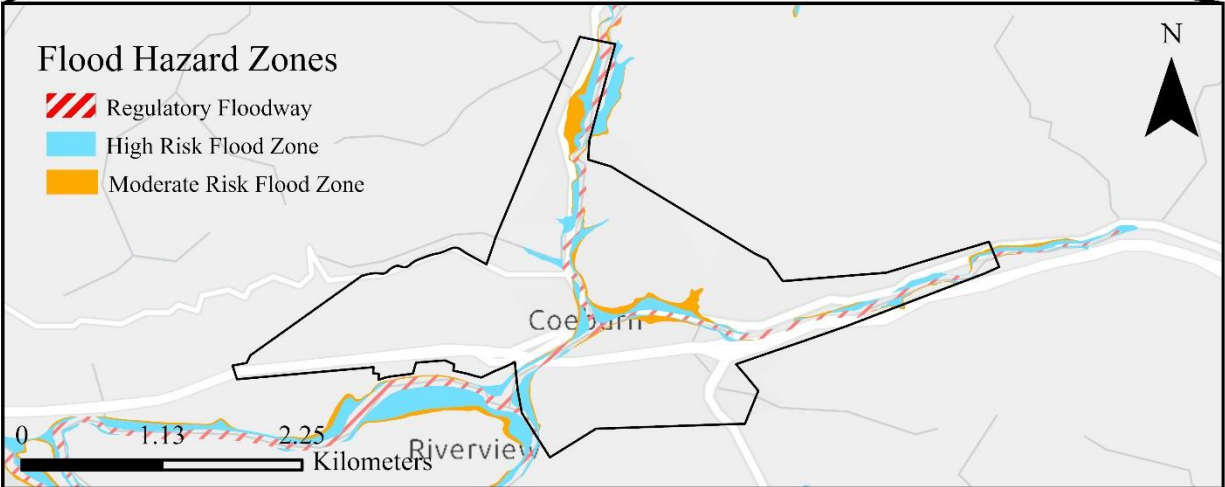 N
Flood Hazard Zones
Regulatory Floodway
High Risk Flood Zone
Moderate Risk Flood Zone
Coeburn
0 1.13 2.25
Riverview
Kilometers